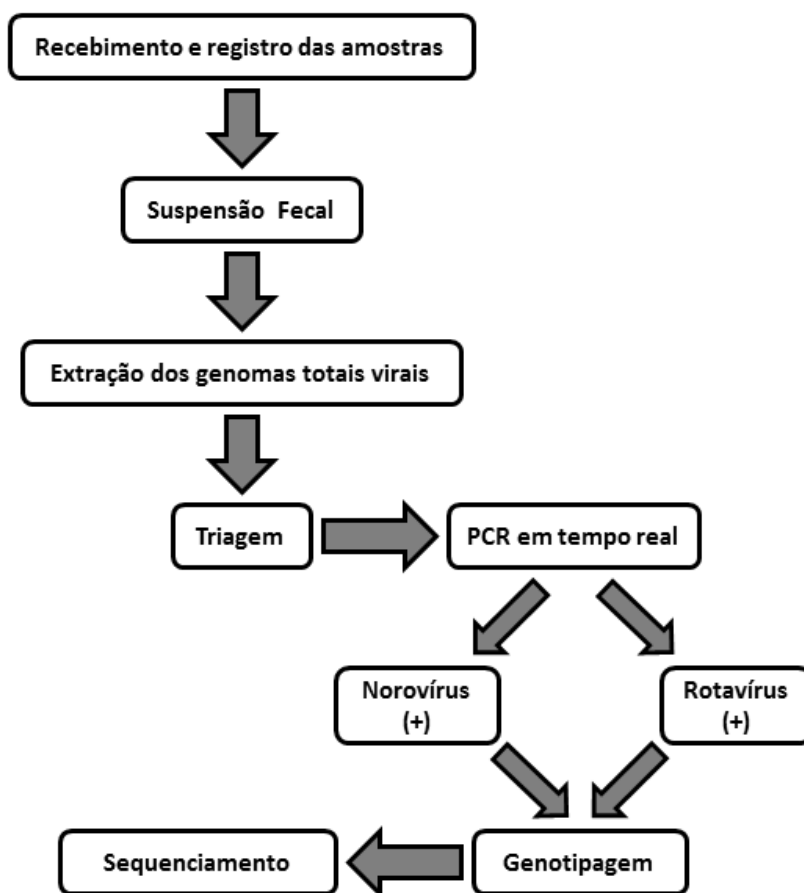 Recebimento e registro das amostras
Suspensão Fecal
Extração dos genomas totais virais
Triagem
PCR em tempo real
Norovírus
(+)
Rotavírus
(+)
Sequenciamento
Genotipagem